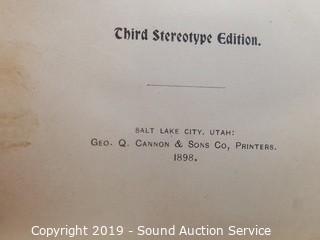 Third Stereotype Edition.
SALT LAKE CITY, UTAH:
GEO. Q. CANNON & SONS CO, PRINTERS.
1898.
Copyright 2019 - Sound Auction Service